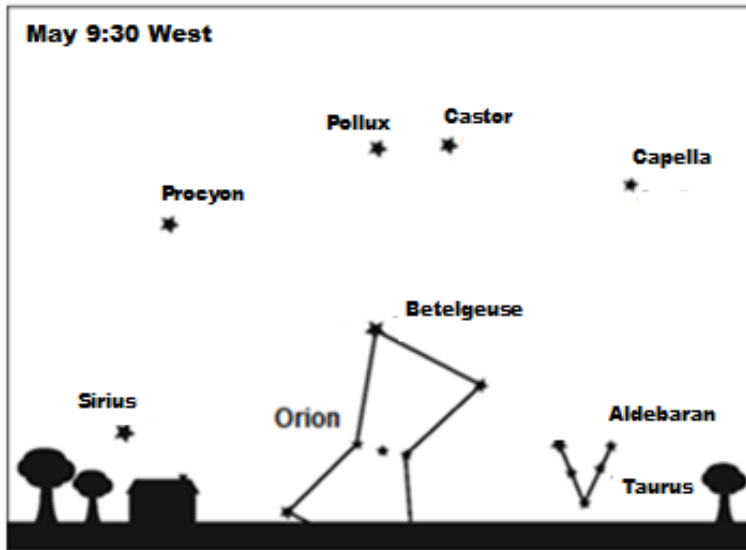 May 9:30 West
Pollux
Castor
Capella
Procyon
Betelgeuse
Sirius
Orion
Aldebaran
Taurus